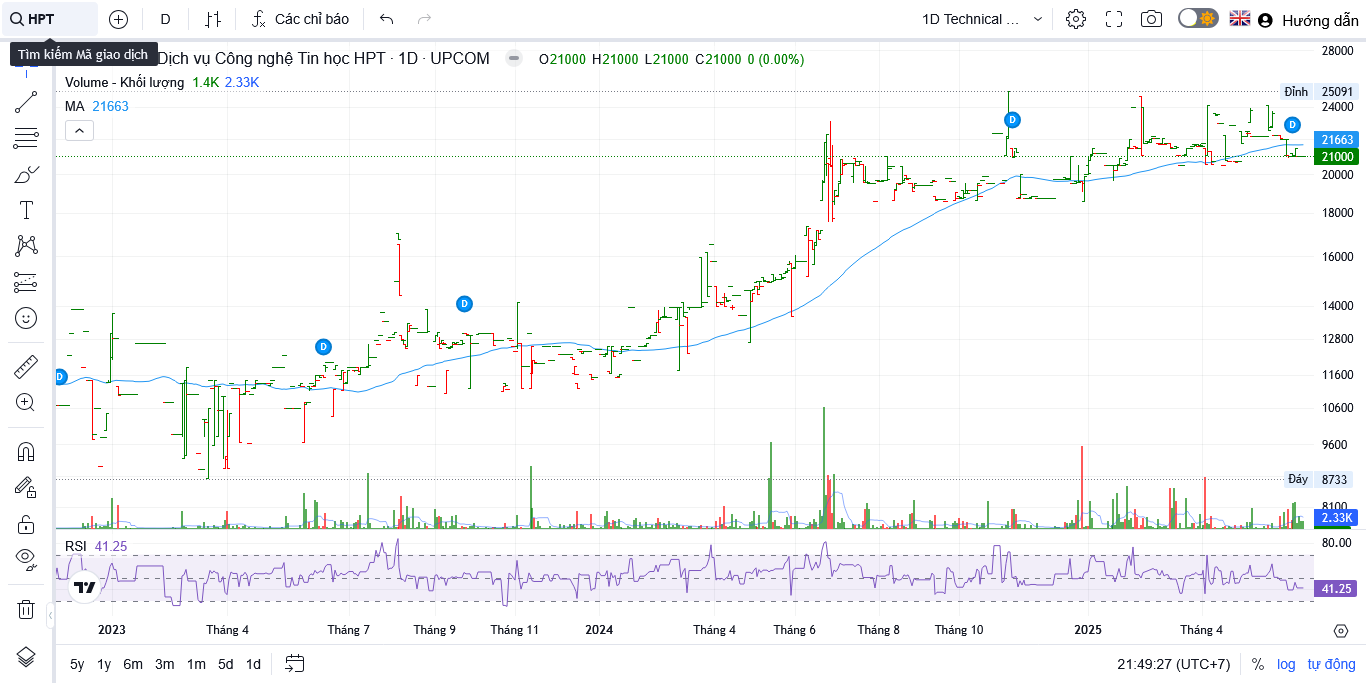 HPT
D
Các chỉ báo
1D Technical ...
Hướng dẫn
Tìm kiếm Mã giao dịch
Dịch vụ Công nghệ Tin học HPT · 1D · UPCOM
O21000 H21000 L21000 C21000 0 (0.00%)
Volume - Khối lượng 1.4K 2.33K
MA 21663
28000
Đỉnh 25091
24000
D
D
21663
21000
20000
18000
16000
D
14000
12800
D
D
11600
10600
9600
Đáy 8733
8100
2.33K
RSI 41.25
80.00
41.25
2023 Tháng 4 Tháng 7 Tháng 9 Tháng 11 2024 Tháng 4 Tháng 6 Tháng 8 Tháng 10 2025 Tháng 4
5y 1y 6m 3m 1m 5d 1d
21:49:27 (UTC+7) % log tự động